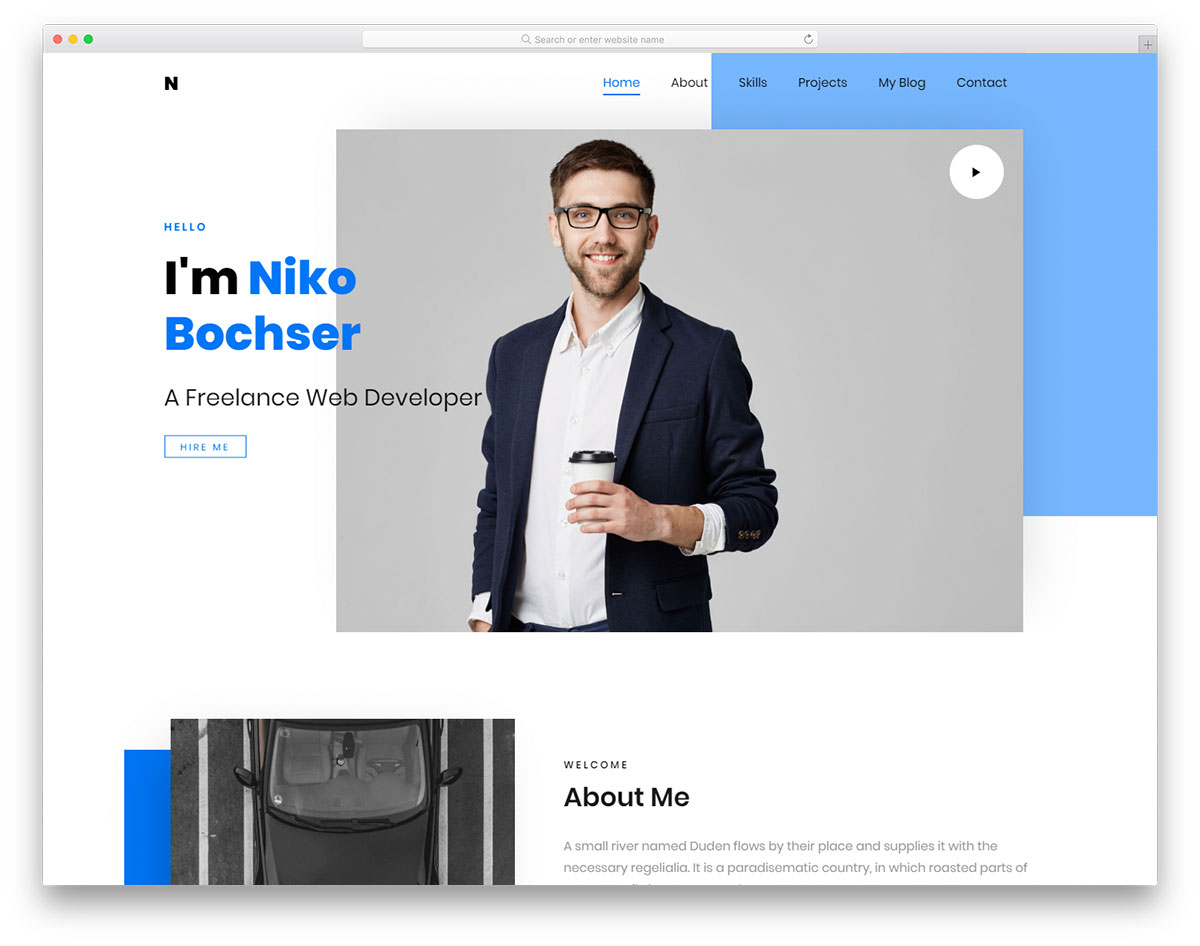 Search or enter website name
N
Home About Skills Projects My Blog Contact
HELLO
I'm Niko
Bochser
A Freelance Web Developer
HIRE ME
WELCOME
About Me
A small river named Duden flows by their place and supplies it with the
necessary regelialia. It is a paradisematic country, in which roasted parts of